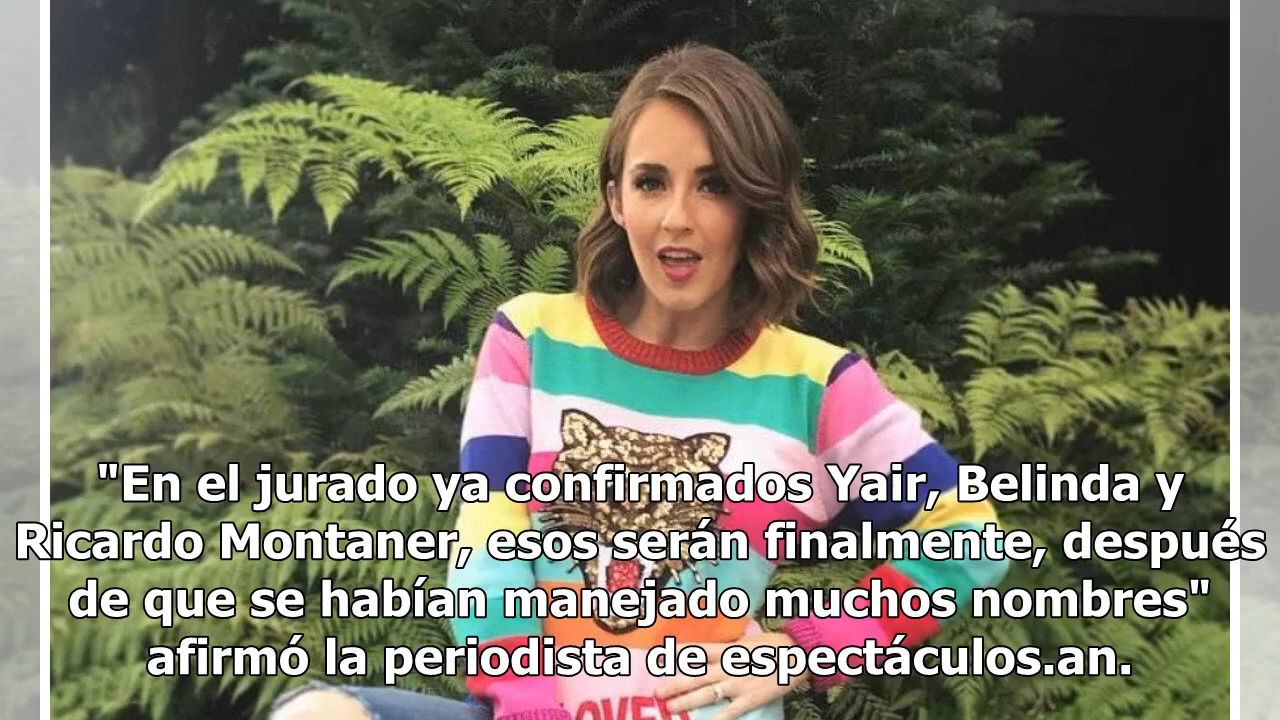 "En el jurado ya confirmados Yair, Belinda y
Ricardo Montaner, esos serán finalmente, después
de que se habían manejado muchos nombres"
afirmó la periodista de espectáculos.an.